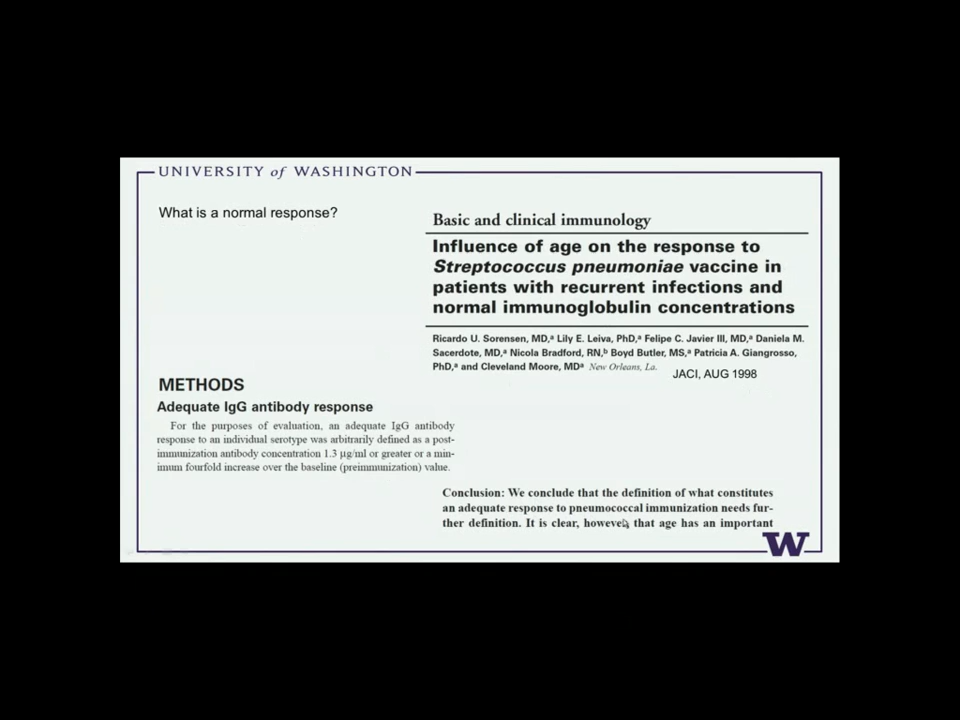 UNIVERSITY of WASHINGTON
What is a normal response?
Basic and clinical immunology
Influence of age on the response to
Streptococcus pneumoniae vaccine in
patients with recurrent infections and
normal immunoglobulin concentrations
Ricardo U. Sorensen, MD,ᵃ Lily E. Leiva, PhD,ᵃ Felipe C. Javier III, MD,ᵃ Daniela M.
Sacerdote, MD,ᵃ Nicola Bradford, RN,ᵇ Boyd Butler, MS,ᵃ Patricia A. Giangrosso,
PhD,ᵃ and Cleveland Moore, MDᵃ New Orleans, La.
JACI, AUG 1998
METHODS
Adequate IgG antibody response
For the purposes of evaluation, an adequate IgG antibody
response to an individual serotype was arbitrarily defined as a post-
immunization antibody concentration 1.3 µg/ml or greater or a min-
imum fourfold increase over the baseline (preimmunization) value.
Conclusion: We conclude that the definition of what constitutes
an adequate response to pneumococcal immunization needs fur-
ther definition. It is clear, however, that age has an important
W